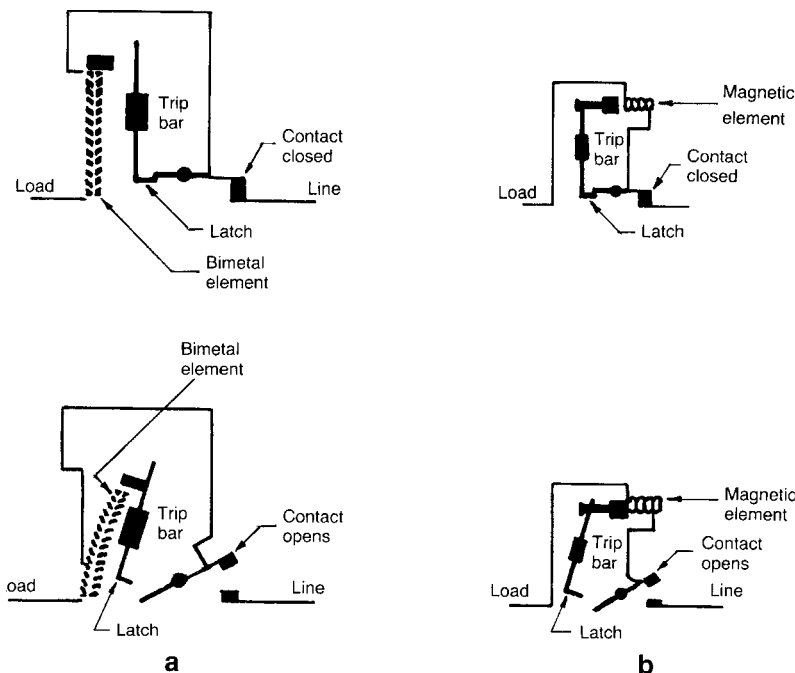 Trip
bar
Contact
closed
Load
Line
Latch
Bimetal
element
Magnetic
element
Trip
bar
Contact
closed
Load
Latch
Bimetal
element
Trip
bar
Contact
opens
oad
Line
Latch
a
Magnetic
element
Trip
bar
Contact
opens
Load
Line
Latch
b